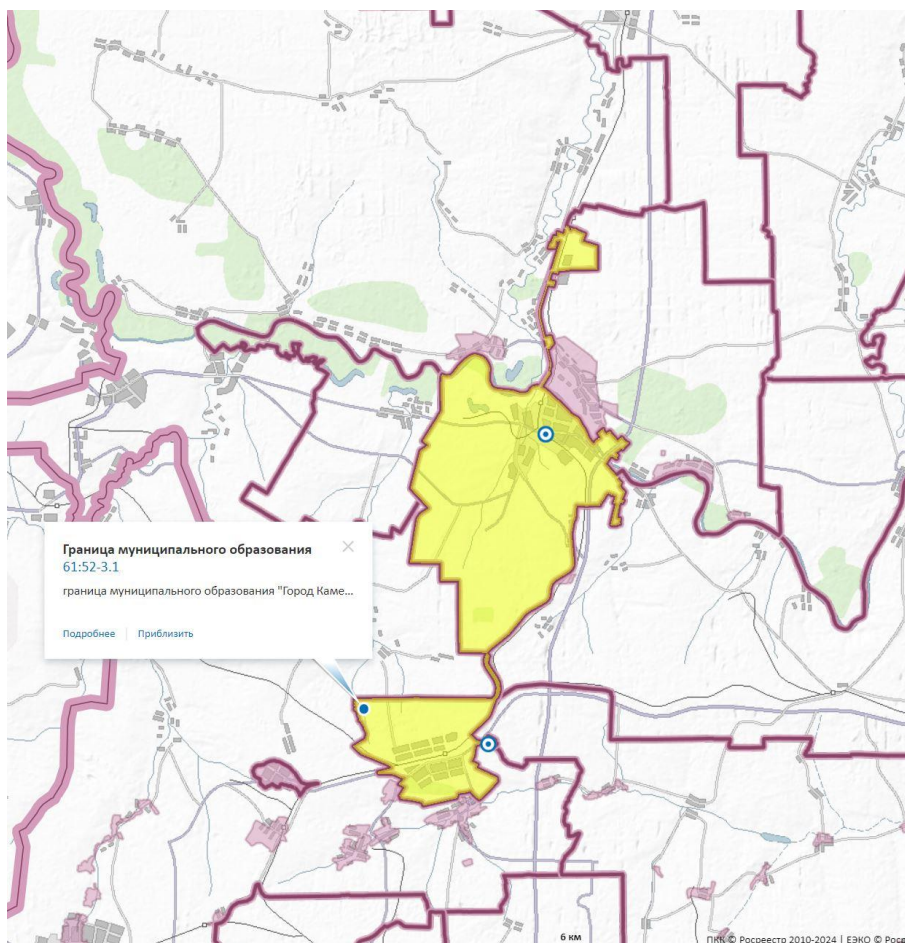 Граница муниципального образования
61:52-3.1
граница муниципального образования "Город Каме...
Подробнее | Приблизить
6 км
ПКК © Росреестр 2010-2024 | ЕЭКО © Рос